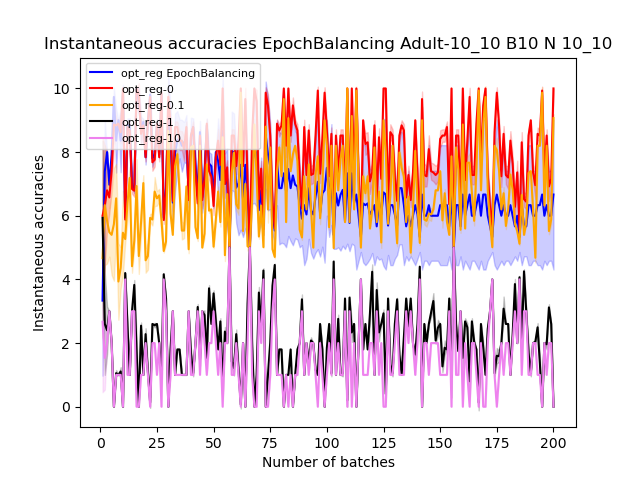 Instantaneous accuracies EpochBalancing Adult-10_10 B10 N 10_10
opt_reg EpochBalancing
opt_reg-0
opt_reg-0.1
opt_reg-1
opt_reg-10
10
8
6
4
2
0
Instantaneous accuracies
0 25 50 75 100 125 150 175 200
Number of batches